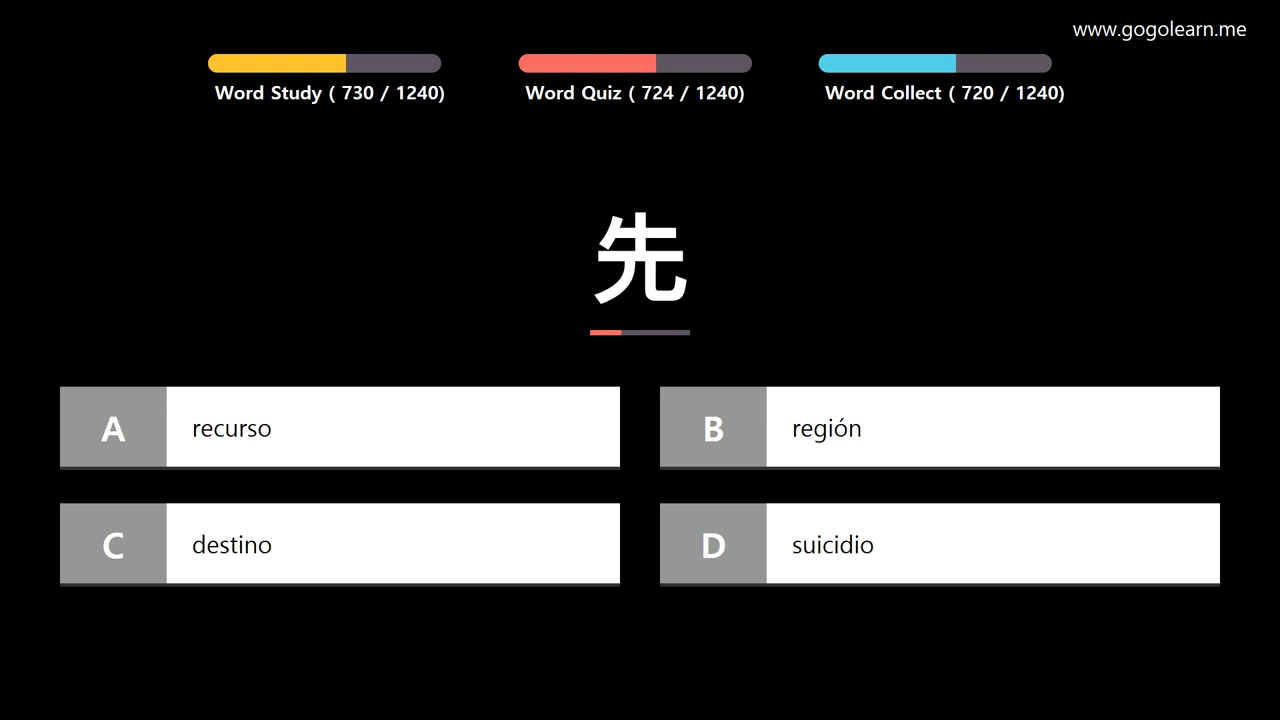 www.gogolearn.me
Word Study ( 730 / 1240)
Word Quiz ( 724 / 1240)
Word Collect ( 720 / 1240)
先
A recurso
B región
C destino
D suicidio